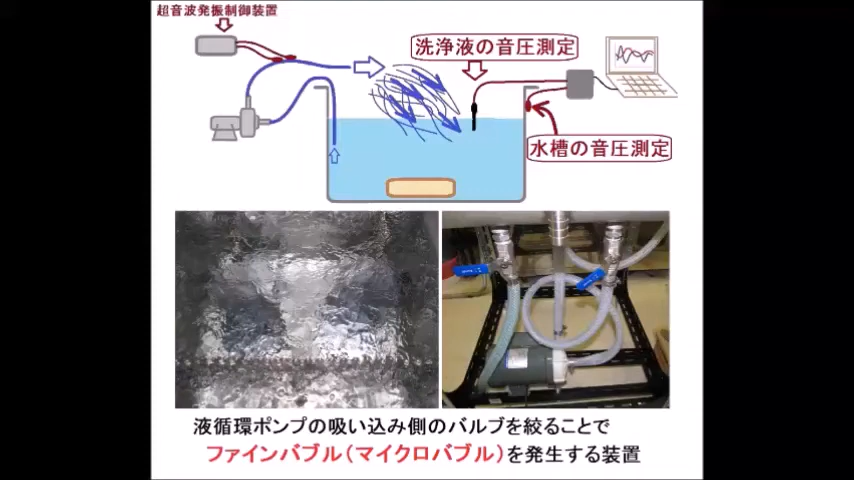 超音波発振制御装置
洗浄液の音圧測定
水槽の音圧測定
液循環ポンプの吸い込み側のバルブを絞ることで
ファインバブル(マイクロバブル)を発生する装置